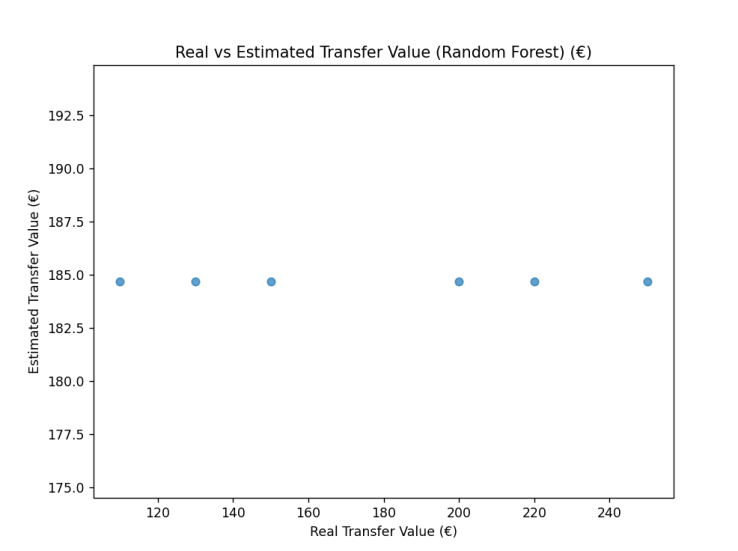 Real vs Estimated Transfer Value (Random Forest) (€)
192.5
190.0
187.5
185.0
182.5
180.0
177.5
175.0
Estimated Transfer Value (€)
120 140 160 180 200 220 240
Real Transfer Value (€)